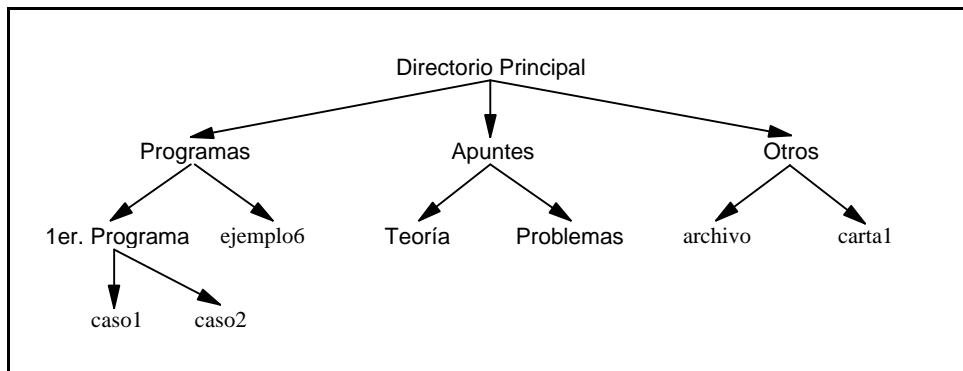 Directorio Principal
Programas Apuntes Otros
1er. Programa ejemplo6 Teoría Problemas archivo carta1
caso1 caso2